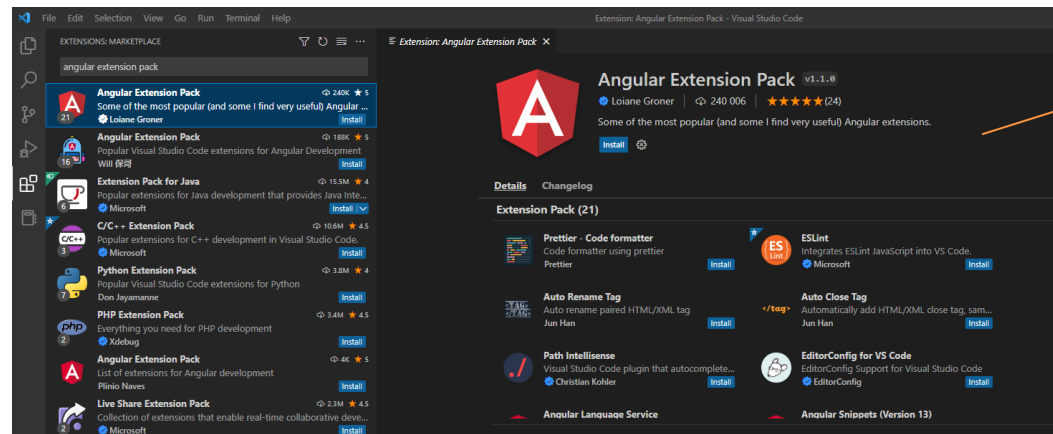 File Edit Selection View Go Run Terminal Help
Extension: Angular Extension Pack - Visual Studio Code
EXTENSIONS: MARKETPLACE
angular extension pack
Angular Extension Pack 240K ★ 5
Some of the most popular (and some I find very useful) Angular ...
21
Loiane Groner Install
Angular Extension Pack 188K ★ 5
Popular Visual Studio Code extensions for Angular Development
16
Will 保哥 Install
Extension Pack for Java 15.5M ★ 4
Popular extensions for Java development that provides Java Inte...
6
Microsoft Install
C/C++ Extension Pack 10.6M ★ 4.5
C/C++
Popular extensions for C++ development in Visual Studio Code.
3
Microsoft Install
Python Extension Pack 3.8M ★ 4
Popular Visual Studio Code extensions for Python
7
Don Jayamanne Install
PHP Extension Pack 3.4M ★ 4.5
php
Everything you need for PHP development
2
Xdebug Install
Angular Extension Pack 4K ★ 5
A
List of extensions for Angular development
Plinio Naves Install
Live Share Extension Pack 2.3M ★ 4.5
Collection of extensions that enable real-time collaborative deve...
2
Microsoft Install
Extension: Angular Extension Pack ×
A
Angular Extension Pack v1.1.0
Loiane Groner | 240 006 | ★★★★★(24)
Some of the most popular (and some I find very useful) Angular extensions.
Install
Details Changelog
Extension Pack (21)
Prettier - Code formatter
Code formatter using prettier
Prettier Install
ES
Lint
ESLint
Integrates ESLint JavaScript into VS Code.
Microsoft Install
<TAG>
</TAG>
Auto Rename Tag
Auto rename paired HTML/XML tag
Jun Han Install
</tag>
Auto Close Tag
Automatically add HTML/XML close tag, sam...
Jun Han Install
./
Path Intellisense
Visual Studio Code plugin that autocomplete...
Christian Kohler Install
EditorConfig for VS Code
EditorConfig Support for Visual Studio Code
EditorConfig Install
Angular Language Service
Angular Snippets (Version 13)